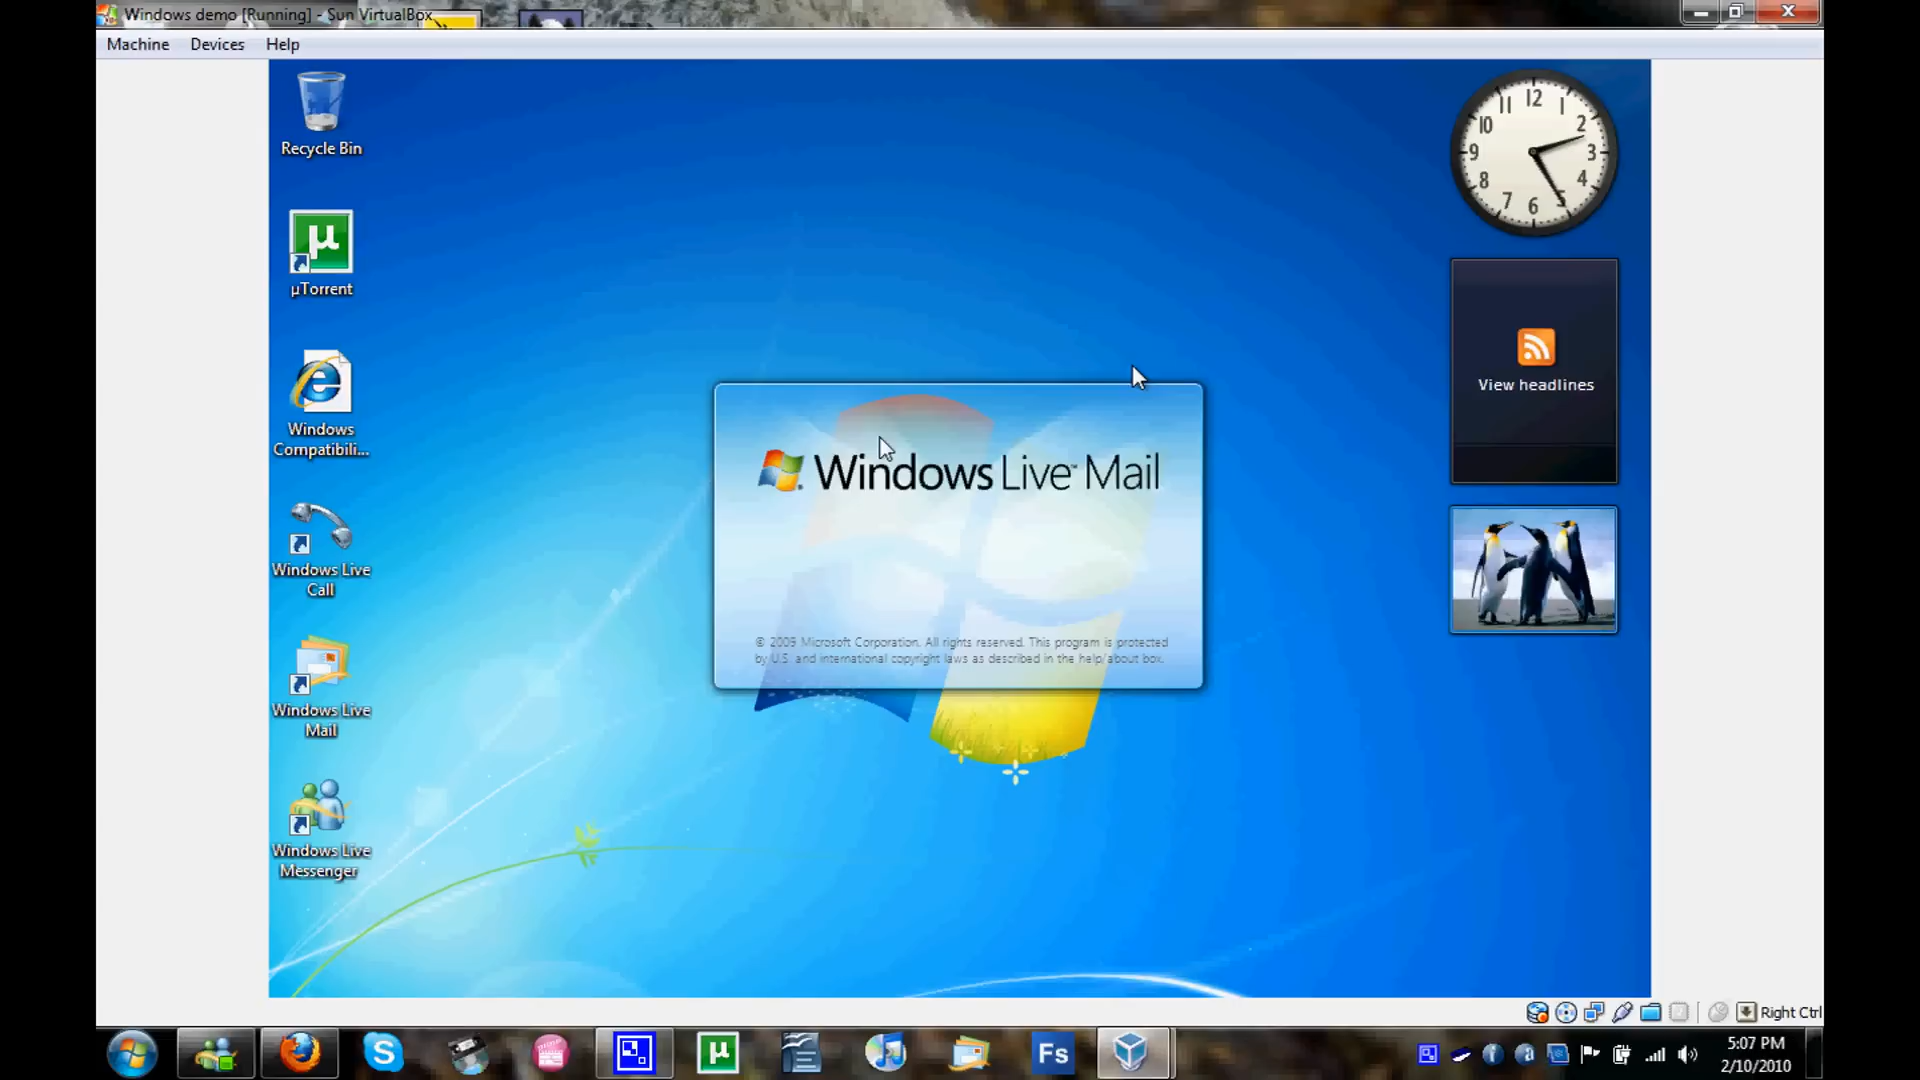 Windows demo [Running] - Sun VirtualBox
Machine Devices Help
Recycle Bin
µ
µTorrent
Windows
Compatibili...
Windows Live
Call
Windows Live
Mail
Windows Live
Messenger
Windows Live™ Mail
© 2009 Microsoft Corporation. All rights reserved. This program is protected
by U.S. and international copyright laws as described in the help/about box.
12
11 1
10 2
9 3
8 4
7 5
6
View headlines
Right Ctrl
µ
Fs
5:07 PM
2/10/2010